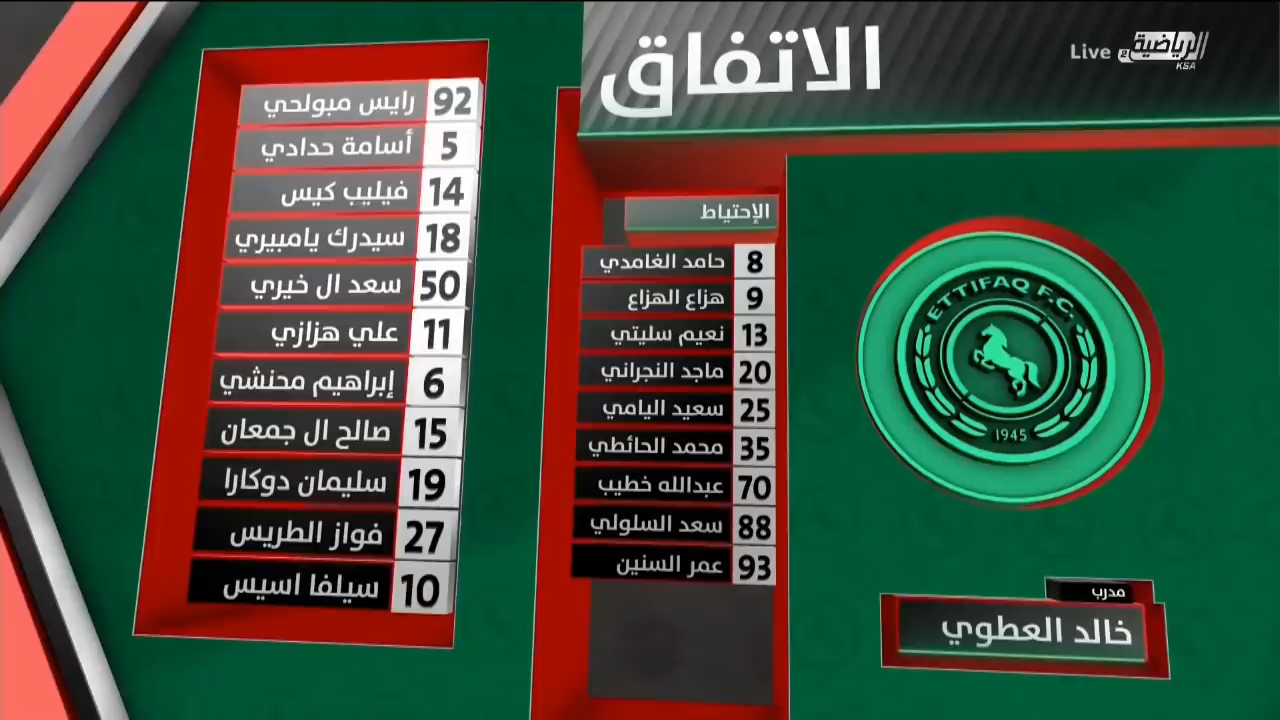 الاتفاق
Live
الرياضية 2
KSA
92 رايس مبولحي
5 أسامة حدادي
14 فيليب كيس
18 سيدرك يامبيري
50 سعد ال خيري
11 علي هزازي
6 إبراهيم محنشي
15 صالح ال جمعان
19 سليمان دوكارا
27 فواز الطريس
10 سيلفا اسيس
الإحتياط
8 حامد الغامدي
9 هزاع الهزاع
13 نعيم سليتي
20 ماجد النجراني
25 سعيد اليامي
35 محمد الحائطي
70 عبدالله خطيب
88 سعد السلولي
93 عمر السنين
ETTIFAQ F.C.
1945
مدرب
خالد العطوي